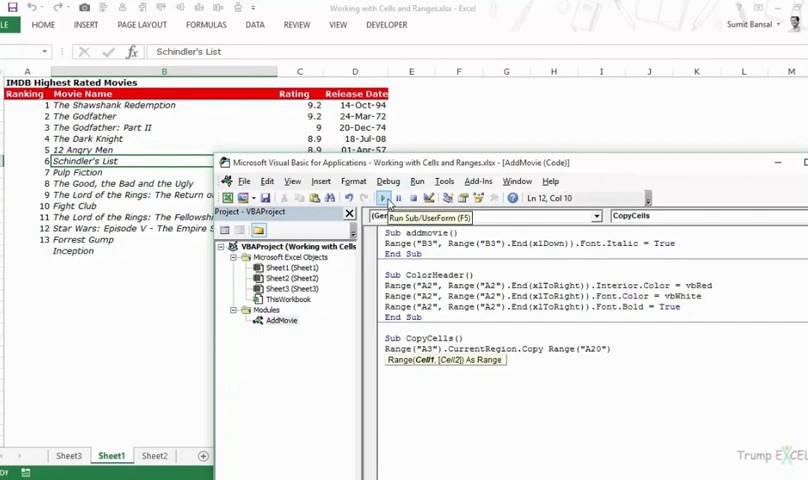 Working with Cells and Ranges.xlsx - Excel
HOME INSERT PAGE LAYOUT FORMULAS DATA REVIEW VIEW DEVELOPER Sumit Bansal
fx Schindler's List
A B C D E F G H I J K L M
IMDB Highest Rated Movies
Ranking Movie Name Rating Release Date
1 The Shawshank Redemption 9.2 14-Oct-94
2 The Godfather 9.2 24-Mar-72
3 The Godfather: Part II 9 20-Dec-74
4 The Dark Knight 8.9 18-Jul-08
5 12 Angry Men 8.9 01-Apr-57
6 Schindler's List
7 Pulp Fiction
8 The Good, the Bad and the Ugly
9 The Lord of the Rings: The Return o
10 Fight Club
11 The Lord of the Rings: The Fellowshi
12 Star Wars: Episode V - The Empire S
13 Forrest Gump
Inception
Microsoft Visual Basic for Applications - Working with Cells and Ranges.xlsx - [AddMovie (Code)]
File Edit View Insert Format Debug Run Tools Add-Ins Window Help
Ln 12, Col 10
Run Sub/UserForm (F5)
Project - VBAProject
(Ger
CopyCells
VBAProject (Working with Cells
Microsoft Excel Objects
Sheet1 (Sheet1)
Sheet2 (Sheet2)
Sheet3 (Sheet3)
ThisWorkbook
Modules
AddMovie
Sub addmovie()
Range("B3", Range("B3").End(xlDown)).Font.Italic = True
End Sub
Sub ColorHeader()
Range("A2", Range("A2").End(xlToRight)).Interior.Color = vbRed
Range("A2", Range("A2").End(xlToRight)).Font.Color = vbWhite
Range("A2", Range("A2").End(xlToRight)).Font.Bold = True
End Sub
Sub CopyCells()
Range("A3").CurrentRegion.Copy Range("A20")
Range(Cell1, [Cell2]) As Range
Sheet3 Sheet1 Sheet2
Trump EXCEL